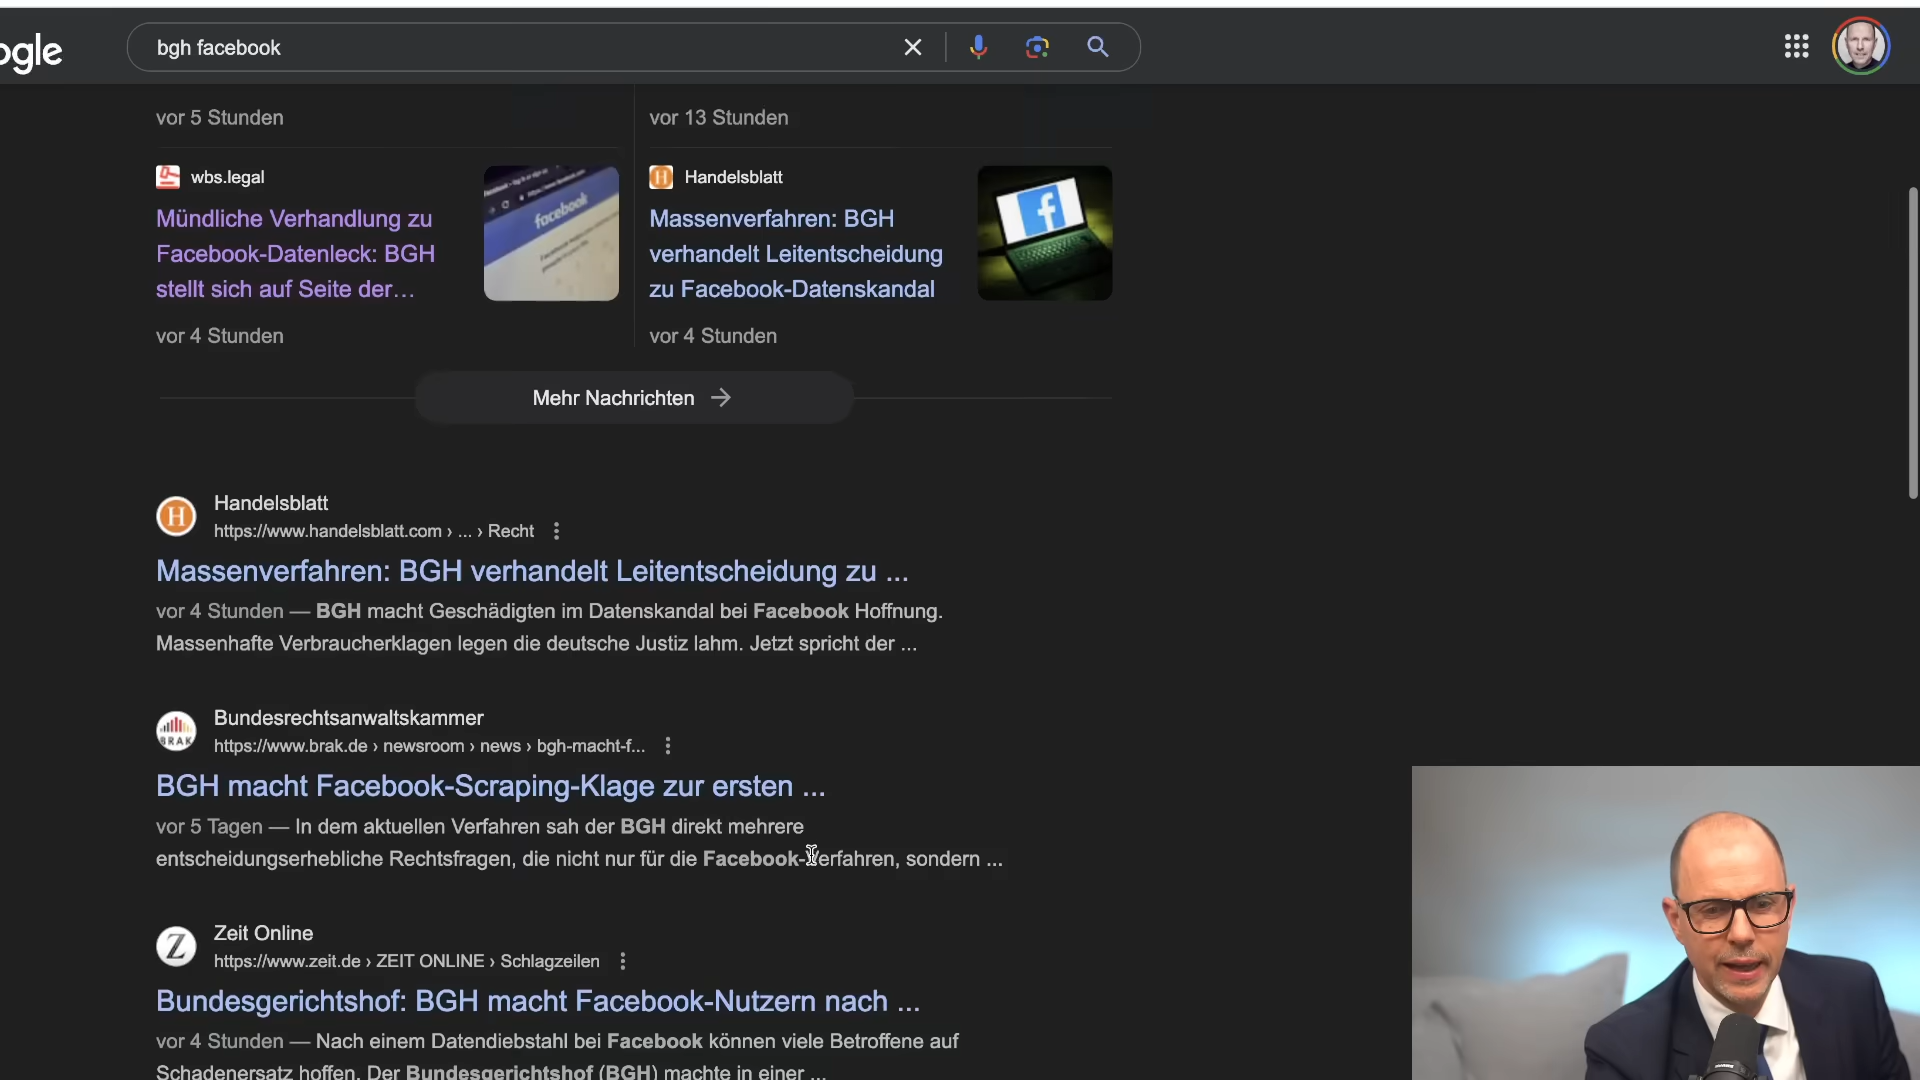 ogle
bgh facebook
vor 5 Stunden
vor 13 Stunden
wbs.legal
Mündliche Verhandlung zu
Facebook-Datenleck: BGH
stellt sich auf Seite der...
vor 4 Stunden
facebook
Handelsblatt
Massenverfahren: BGH
verhandelt Leitentscheidung
zu Facebook-Datenskandal
vor 4 Stunden
Mehr Nachrichten
Handelsblatt
https://www.handelsblatt.com › ... › Recht
Massenverfahren: BGH verhandelt Leitentscheidung zu ...
vor 4 Stunden — BGH macht Geschädigten im Datenskandal bei Facebook Hoffnung.
Massenhafte Verbraucherklagen legen die deutsche Justiz lahm. Jetzt spricht der ...
BRAK
Bundesrechtsanwaltskammer
https://www.brak.de › newsroom › news › bgh-macht-f...
BGH macht Facebook-Scraping-Klage zur ersten ...
vor 5 Tagen — In dem aktuellen Verfahren sah der BGH direkt mehrere
entscheidungserhebliche Rechtsfragen, die nicht nur für die Facebook-Verfahren, sondern ...
Zeit Online
https://www.zeit.de › ZEIT ONLINE › Schlagzeilen
Bundesgerichtshof: BGH macht Facebook-Nutzern nach ...
vor 4 Stunden — Nach einem Datendiebstahl bei Facebook können viele Betroffene auf
Schadenersatz hoffen. Der Bundesgerichtshof (BGH) machte in einer ...